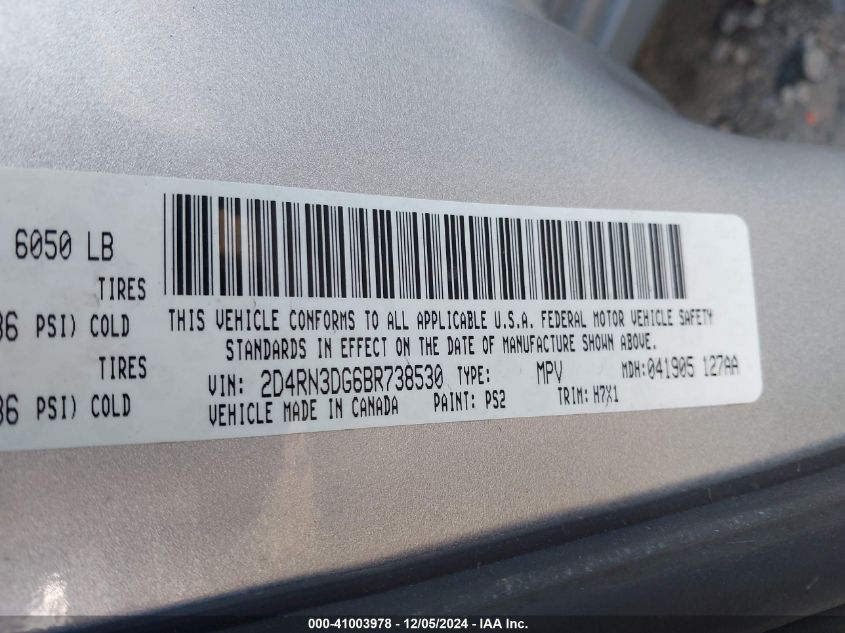 6050 LB
TIRES
36 PSI) COLD
TIRES
36 PSI) COLD
THIS VEHICLE CONFORMS TO ALL APPLICABLE U.S.A. FEDERAL MOTOR VEHICLE SAFETY
STANDARDS IN EFFECT ON THE DATE OF MANUFACTURE SHOWN ABOVE.
VIN: 2D4RN3DG6BR738530 TYPE: MPV MDH:041905 127AA
VEHICLE MADE IN CANADA PAINT: PS2 TRIM: H7X1
000-41003978 - 12/05/2024 - IAA Inc.